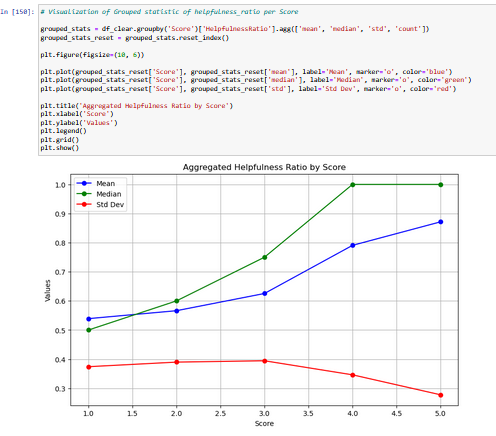 In [150]:
# Visualization of Grouped statistic of helpfulness_ratio per Score
grouped_stats = df_clear.groupby('Score')['HelpfulnessRatio'].agg(['mean', 'median', 'std', 'count'])
grouped_stats_reset = grouped_stats.reset_index()
plt.figure(figsize=(10, 6))
plt.plot(grouped_stats_reset['Score'], grouped_stats_reset['mean'], label='Mean', marker='o', color='blue')
plt.plot(grouped_stats_reset['Score'], grouped_stats_reset['median'], label='Median', marker='o', color='green')
plt.plot(grouped_stats_reset['Score'], grouped_stats_reset['std'], label='Std Dev', marker='o', color='red')
plt.title('Aggregated Helpfulness Ratio by Score')
plt.xlabel('Score')
plt.ylabel('Values')
plt.legend()
plt.grid()
plt.show()
Aggregated Helpfulness Ratio by Score
Mean
Median
Std Dev
1.0
0.9
0.8
0.7
0.6
0.5
0.4
0.3
Values
1.0 1.5 2.0 2.5 3.0 3.5 4.0 4.5 5.0
Score